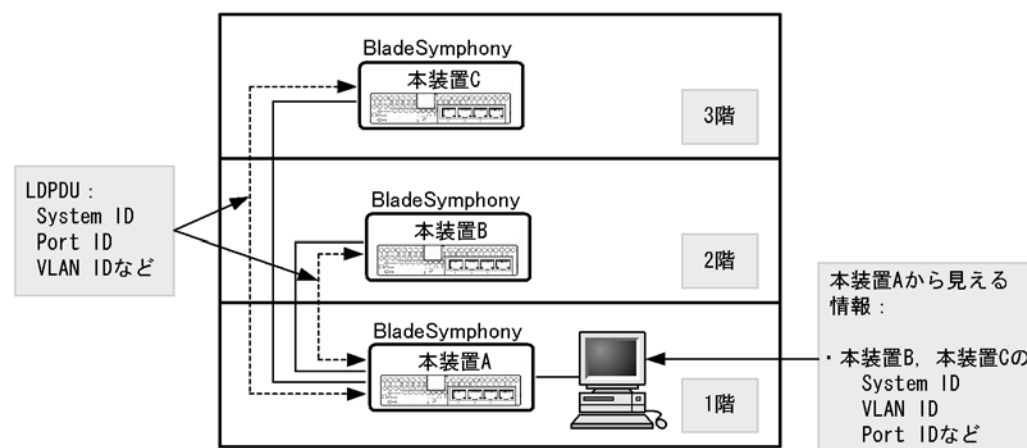 BladeSymphony
本装置C
3階
LDPDU：
System ID
Port ID
VLAN IDなど
BladeSymphony
本装置B
2階
BladeSymphony
本装置A
1階
本装置Aから見える
情報：
・本装置B，本装置Cの
System ID
VLAN ID
Port IDなど